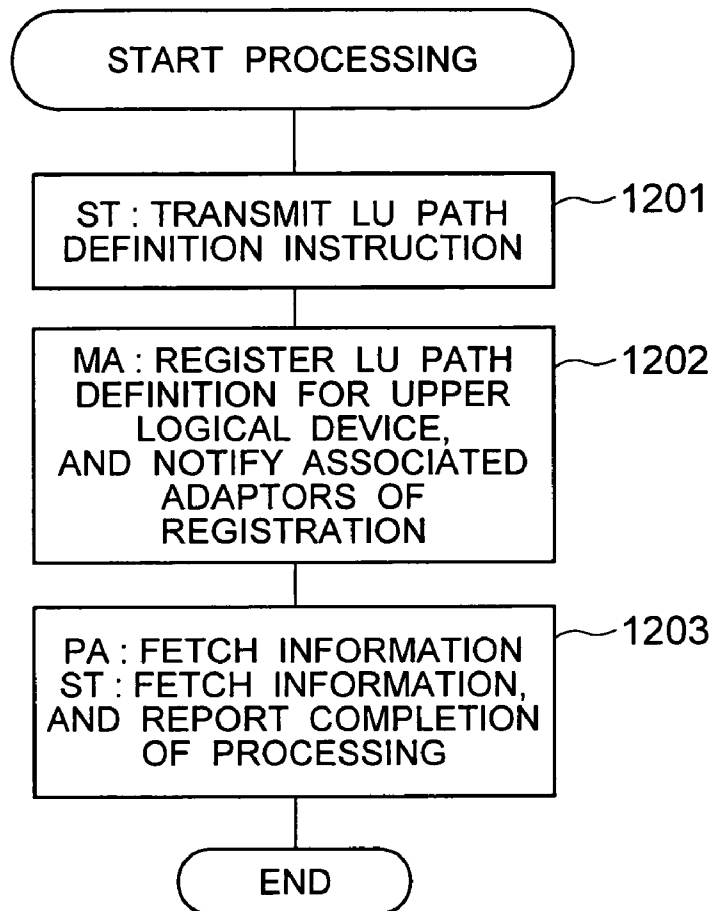 START PROCESSING
ST : TRANSMIT LU PATH
DEFINITION INSTRUCTION
1201
MA : REGISTER LU PATH
DEFINITION FOR UPPER
LOGICAL DEVICE,
AND NOTIFY ASSOCIATED
ADAPTORS OF
REGISTRATION
1202
PA : FETCH INFORMATION
ST : FETCH INFORMATION,
AND REPORT COMPLETION
OF PROCESSING
1203
END